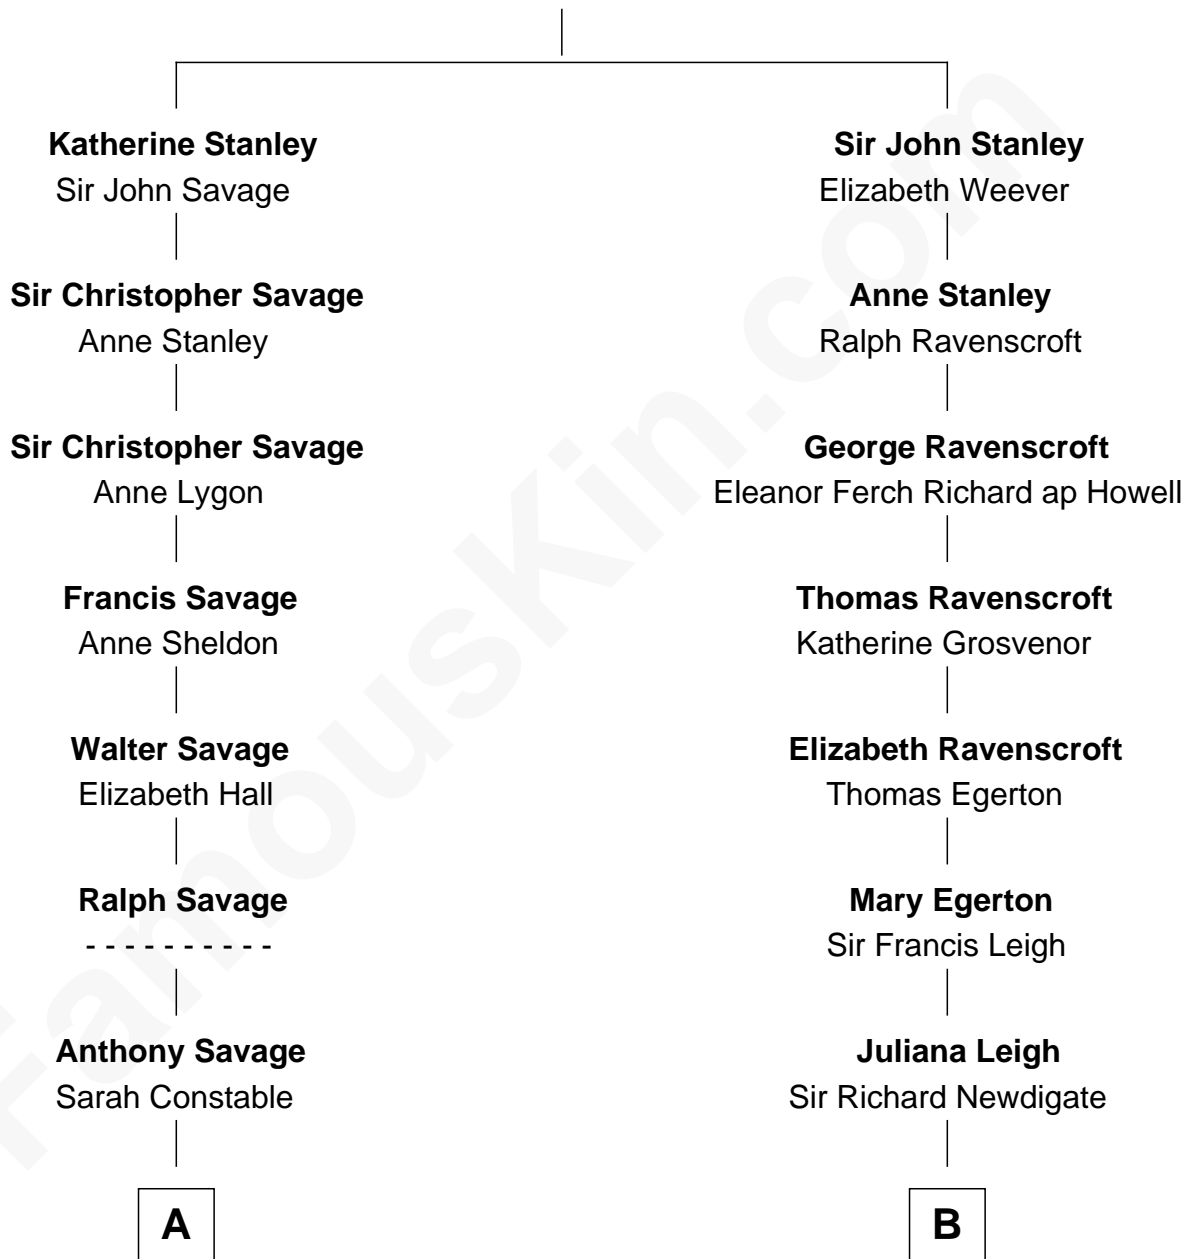 Katherine Stanley
Sir John Savage
Sir Christopher Savage
Anne Stanley
Sir Christopher Savage
Anne Lygon
Francis Savage
Anne Sheldon
Walter Savage
Elizabeth Hall
Ralph Savage
- - - - - - - - - -
Anthony Savage
Sarah Constable
A
Sir John Stanley
Elizabeth Weever
Anne Stanley
Ralph Ravenscroft
George Ravenscroft
Eleanor Ferch Richard ap Howell
Thomas Ravenscroft
Katherine Grosvenor
Elizabeth Ravenscroft
Thomas Egerton
Mary Egerton
Sir Francis Leigh
Juliana Leigh
Sir Richard Newdigate
B
FamousKin.com